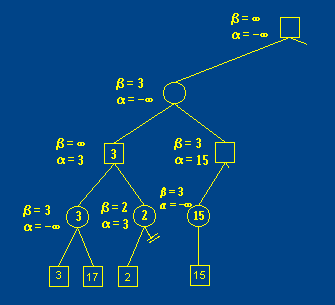 β = ∞
α = -∞
β = 3
α = -∞
β = ∞
α = 3
3
β = 3
α = 15
β = 3
α = -∞
3
β = 2
α = 3
2
β = 3
α = -∞
15
3
17
2
15